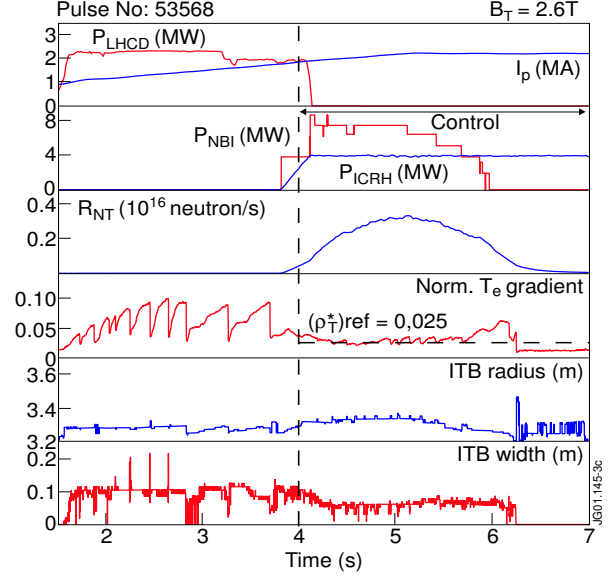 Pulse No: 53568 B_T = 2.6T
3
2
1
0
P_LHCD (MW)
I_p (MA)
8
4
0
P_NBI (MW)
Control
P_ICRH (MW)
0.4
0.2
R_NT (10^16 neutron/s)
0.10
0.05
0
Norm. T_e gradient
(ρ*_T)ref = 0,025
3.6
3.4
3.2
ITB radius (m)
0.2
0.1
0
ITB width (m)
2 3 4 5 6 7
Time (s)
JG01.145-3c